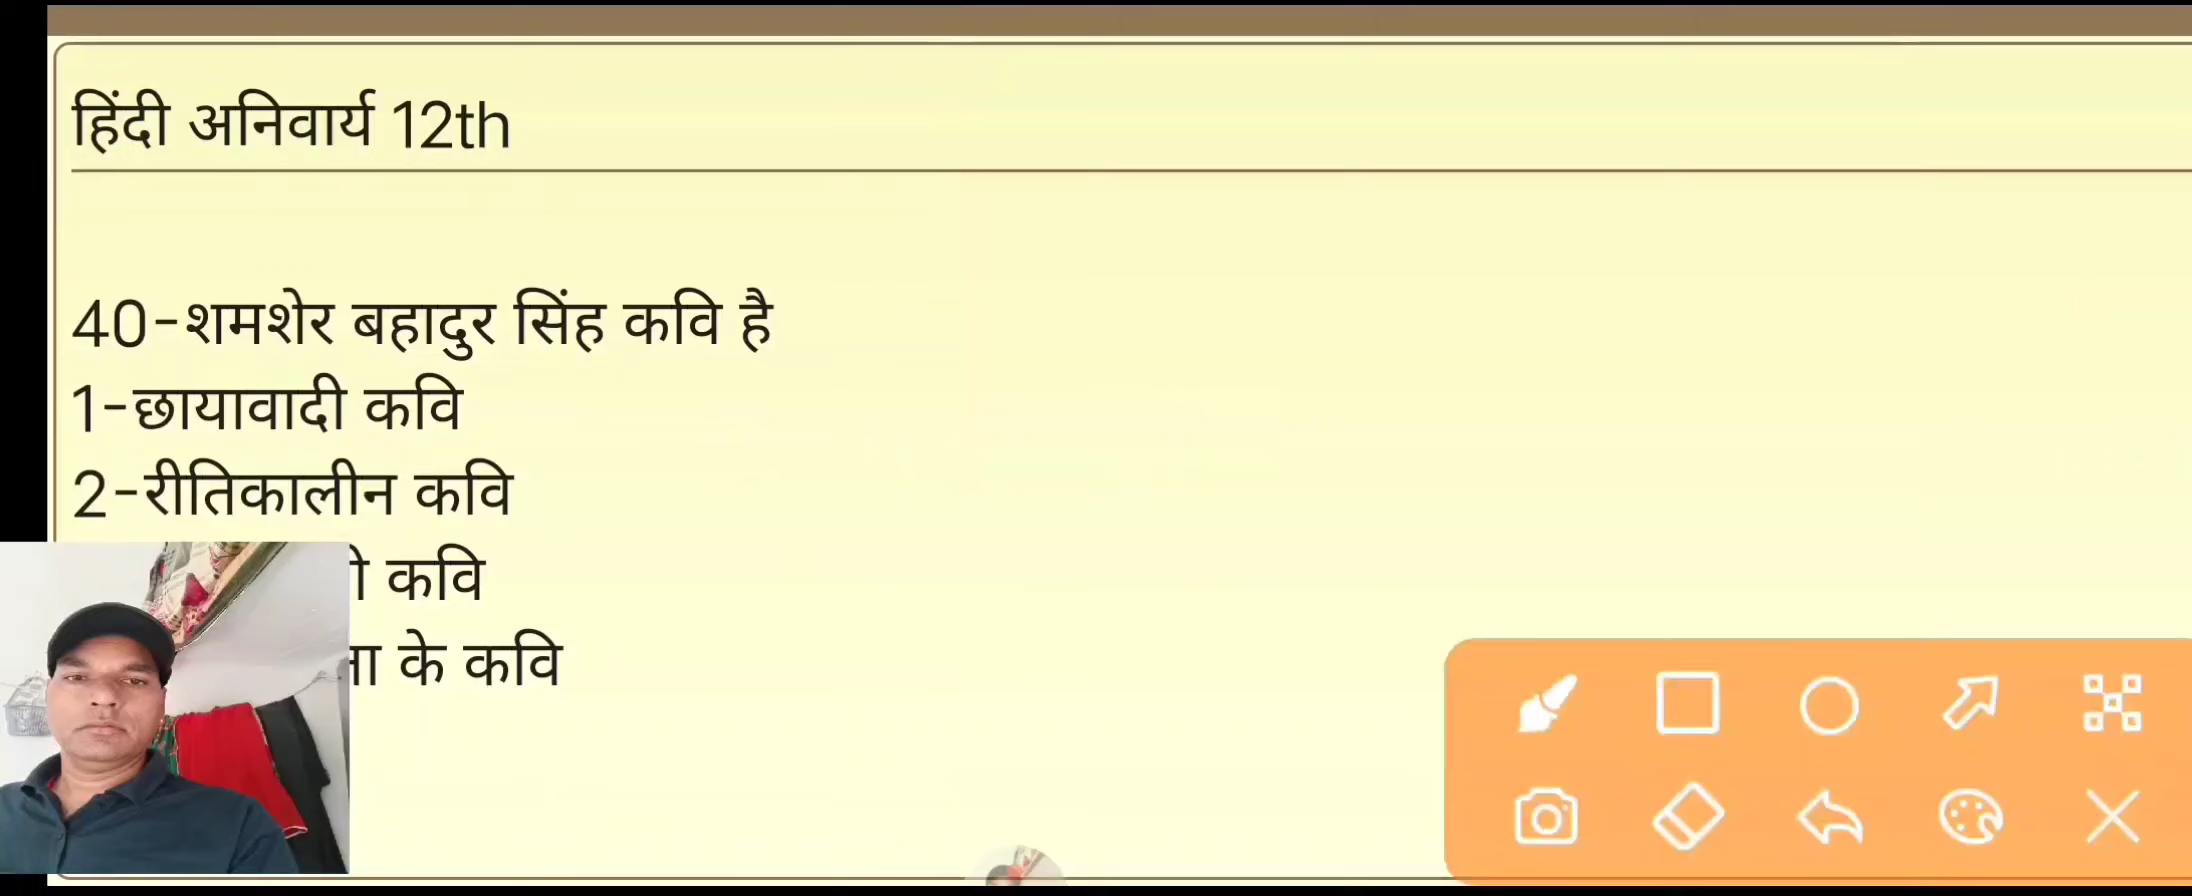 हिंदी अनिवार्य 12th
40-शमशेर बहादुर सिंह कवि है
1-छायावादी कवि
2-रीतिकालीन कवि
कवि
के कवि